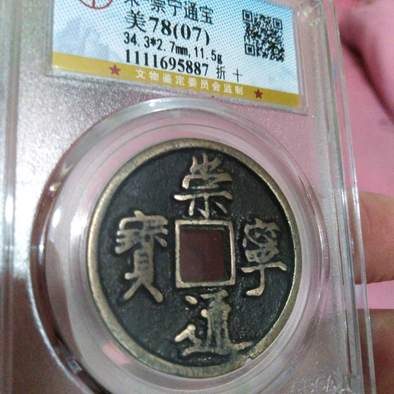 宋·崇宁通宝
美78(07)
34.3*2.7mm,11.5g
1111695887 折十
文物鉴定委员会监制
崇
寧
通
寶